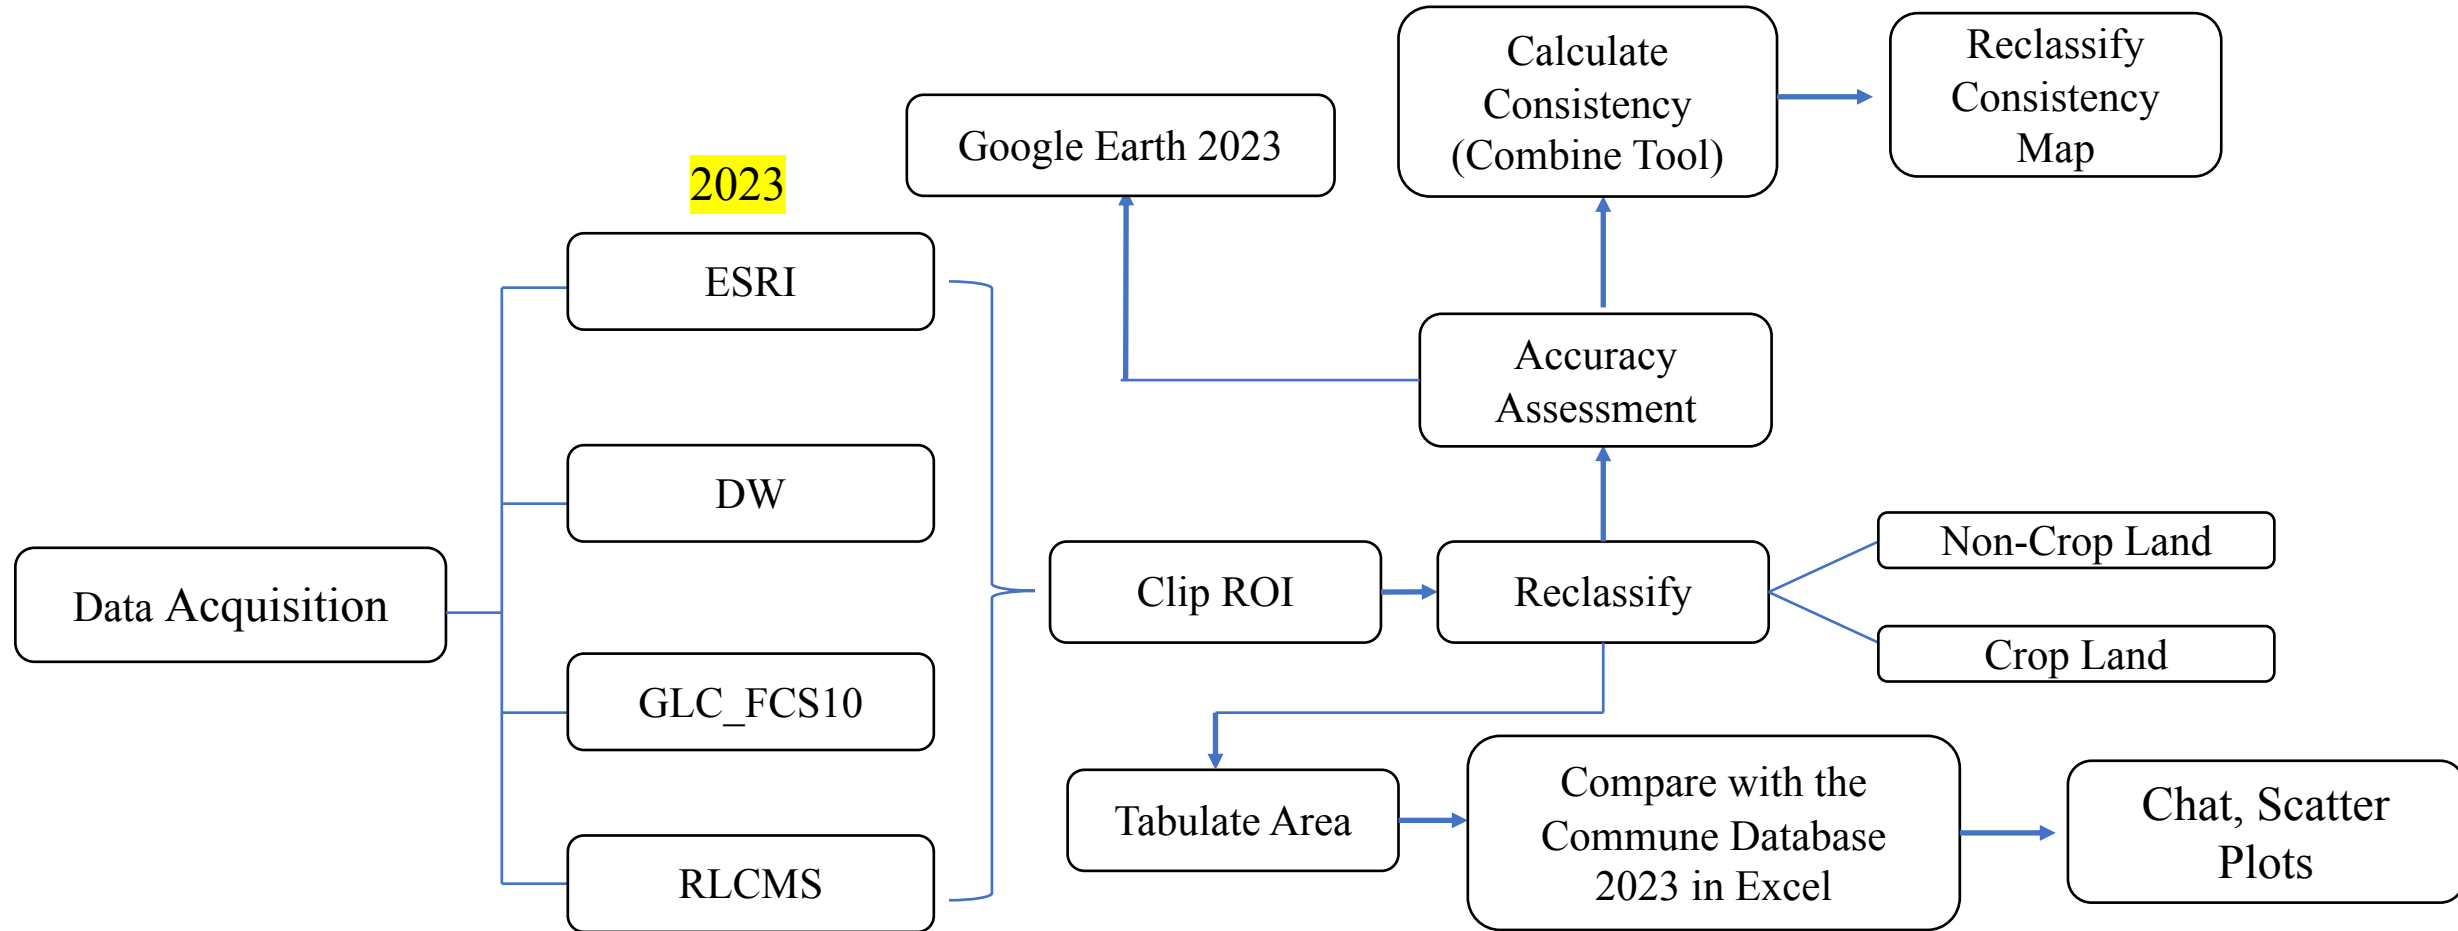 2023
Data Acquisition
ESRI
DW
GLC_FCS10
RLCMS
Clip ROI
Reclassify
Non-Crop Land
Crop Land
Accuracy
Assessment
Google Earth 2023
Calculate
Consistency
(Combine Tool)
Reclassify
Consistency
Map
Tabulate Area
Compare with the
Commune Database
2023 in Excel
Chat, Scatter
Plots